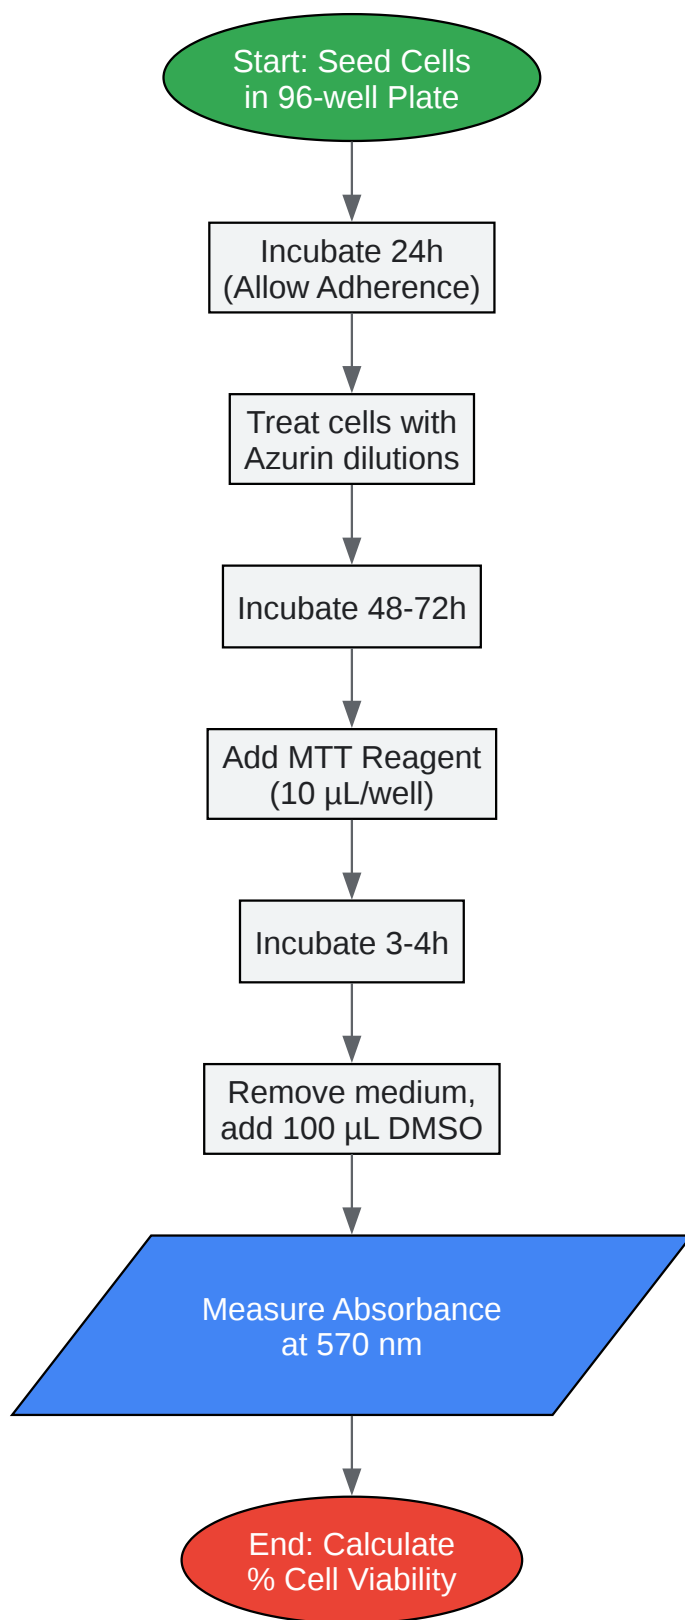 Start: Seed Cells
in 96-well Plate
Incubate 24h
(Allow Adherence)
Treat cells with
Azurin dilutions
Incubate 48-72h
Add MTT Reagent
(10 µL/well)
Incubate 3-4h
Remove medium,
add 100 µL DMSO
Measure Absorbance
at 570 nm
End: Calculate
% Cell Viability